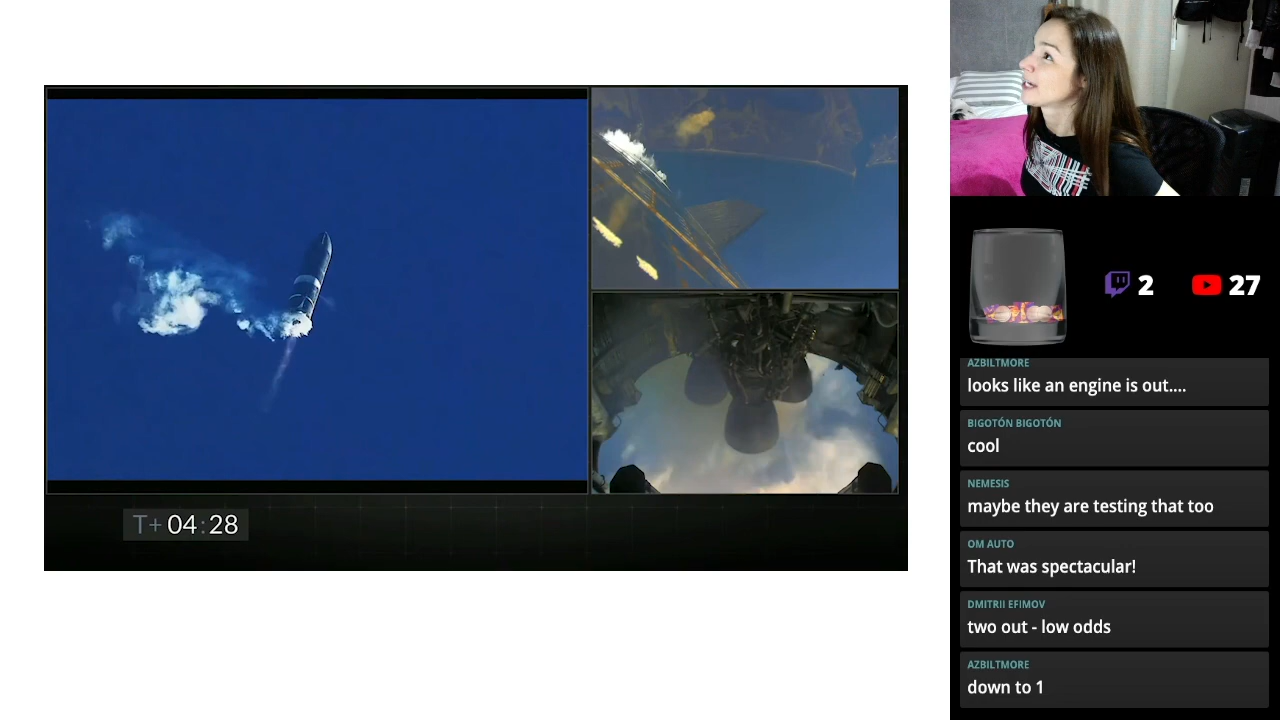 T+ 04:28
2
27
AZBILTMORE
looks like an engine is out....
BIGOTÓN BIGOTÓN
cool
NEMESIS
maybe they are testing that too
OM AUTO
That was spectacular!
DMITRII EFIMOV
two out - low odds
AZBILTMORE
down to 1